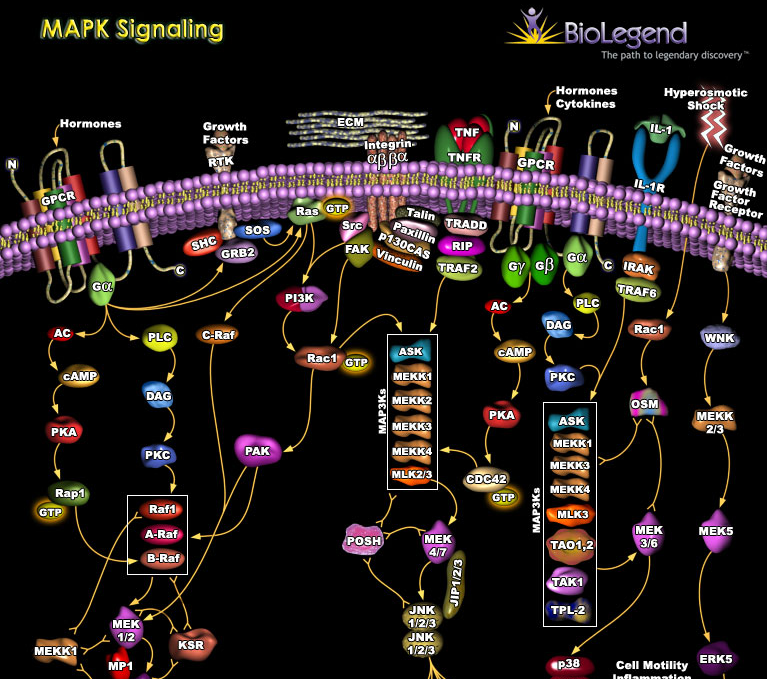 MAPK Signaling
BioLegend
The path to legendary discovery™
Hormones
Growth
Factors
RTK
ECM
Integrin
αββα
TNF
TNFR
Hormones
Cytokines
Hyperosmotic
Shock
IL-1
IL-1R
Growth
Factors
Growth
Factor
Receptor
N
GPCR
C
Gα
SHC
GRB2
SOS
Ras
GTP
Src
FAK
Talin
Paxillin
p130CAS
Vinculin
TRADD
RIP
TRAF2
N
GPCR
C
Gγ
Gβ
Gα
IRAK
TRAF6
AC
PLC
C-Raf
PI3K
Rac1
GTP
cAMP
DAG
PKA
PKC
Rap1
GTP
PAK
Raf1
A-Raf
B-Raf
MEK
1/2
MEKK1
MP1
KSR
MAP3Ks
ASK
MEKK1
MEKK2
MEKK3
MEKK4
MLK2/3
POSH
MEK
4/7
JIP1/2/3
JNK
1/2/3
JNK
1/2/3
AC
cAMP
PKA
CDC42
GTP
PLC
DAG
PKC
MAP3Ks
ASK
MEKK1
MEKK3
MEKK4
MLK3
TAO1,2
TAK1
TPL-2
Rac1
OSM
MEK
3/6
p38
WNK
MEKK
2/3
MEK5
ERK5
Cell Motility
Inflammation